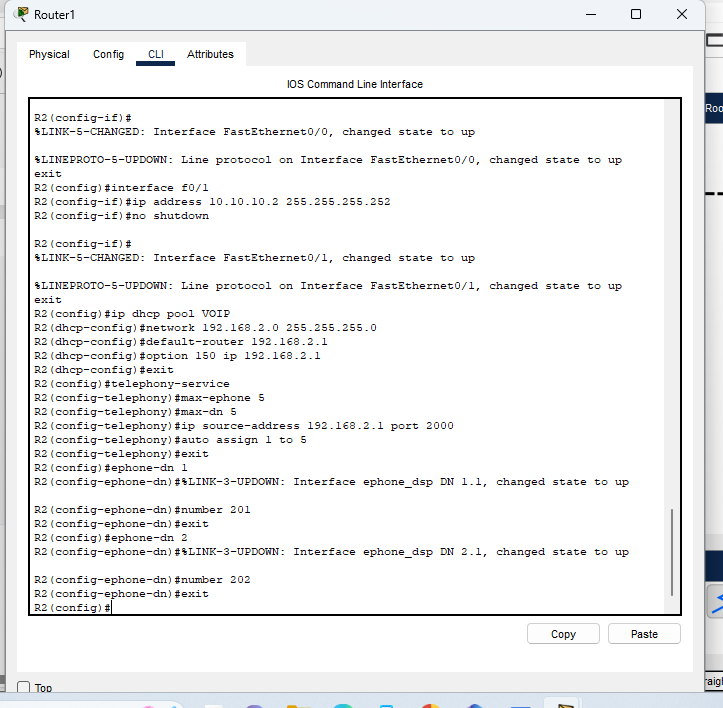 Router1
Physical Config CLI Attributes
IOS Command Line Interface
R2(config-if)#
%LINK-5-CHANGED: Interface FastEthernet0/0, changed state to up
%LINEPROTO-5-UPDOWN: Line protocol on Interface FastEthernet0/0, changed state to up
exit
R2(config)#interface f0/1
R2(config-if)#ip address 10.10.10.2 255.255.255.252
R2(config-if)#no shutdown
R2(config-if)#
%LINK-5-CHANGED: Interface FastEthernet0/1, changed state to up
%LINEPROTO-5-UPDOWN: Line protocol on Interface FastEthernet0/1, changed state to up
exit
R2(config)#ip dhcp pool VOIP
R2(dhcp-config)#network 192.168.2.0 255.255.255.0
R2(dhcp-config)#default-router 192.168.2.1
R2(dhcp-config)#option 150 ip 192.168.2.1
R2(dhcp-config)#exit
R2(config)#telephony-service
R2(config-telephony)#max-ephone 5
R2(config-telephony)#max-dn 5
R2(config-telephony)#ip source-address 192.168.2.1 port 2000
R2(config-telephony)#auto assign 1 to 5
R2(config-telephony)#exit
R2(config)#ephone-dn 1
R2(config-ephone-dn)#%LINK-3-UPDOWN: Interface ephone_dsp DN 1.1, changed state to up
R2(config-ephone-dn)#number 201
R2(config-ephone-dn)#exit
R2(config)#ephone-dn 2
R2(config-ephone-dn)#%LINK-3-UPDOWN: Interface ephone_dsp DN 2.1, changed state to up
R2(config-ephone-dn)#number 202
R2(config-ephone-dn)#exit
R2(config)#
Copy Paste
Top